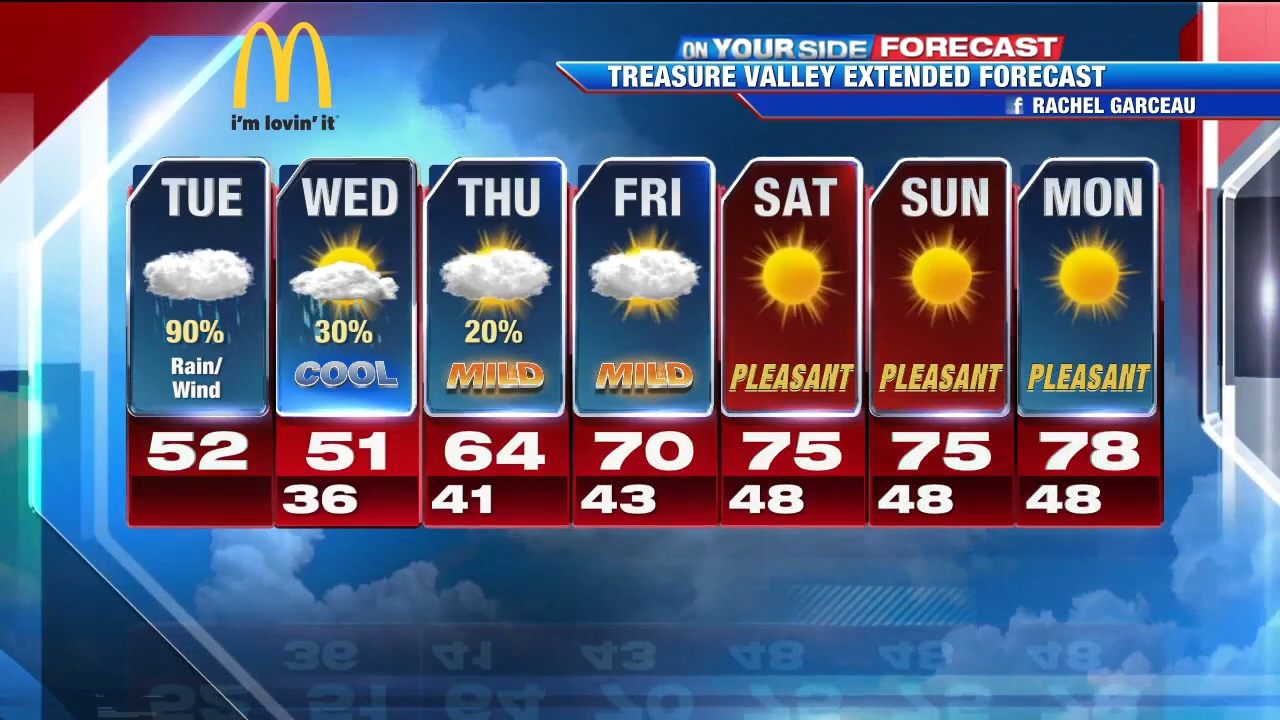 i'm lovin' it
ON YOUR SIDE FORECAST
TREASURE VALLEY EXTENDED FORECAST
f RACHEL GARCEAU
TUE WED THU FRI SAT SUN MON
90% 30% 20%
Rain/
Wind
COOL MILD MILD PLEASANT PLEASANT PLEASANT
52 51 64 70 75 75 78
36 41 43 48 48 48